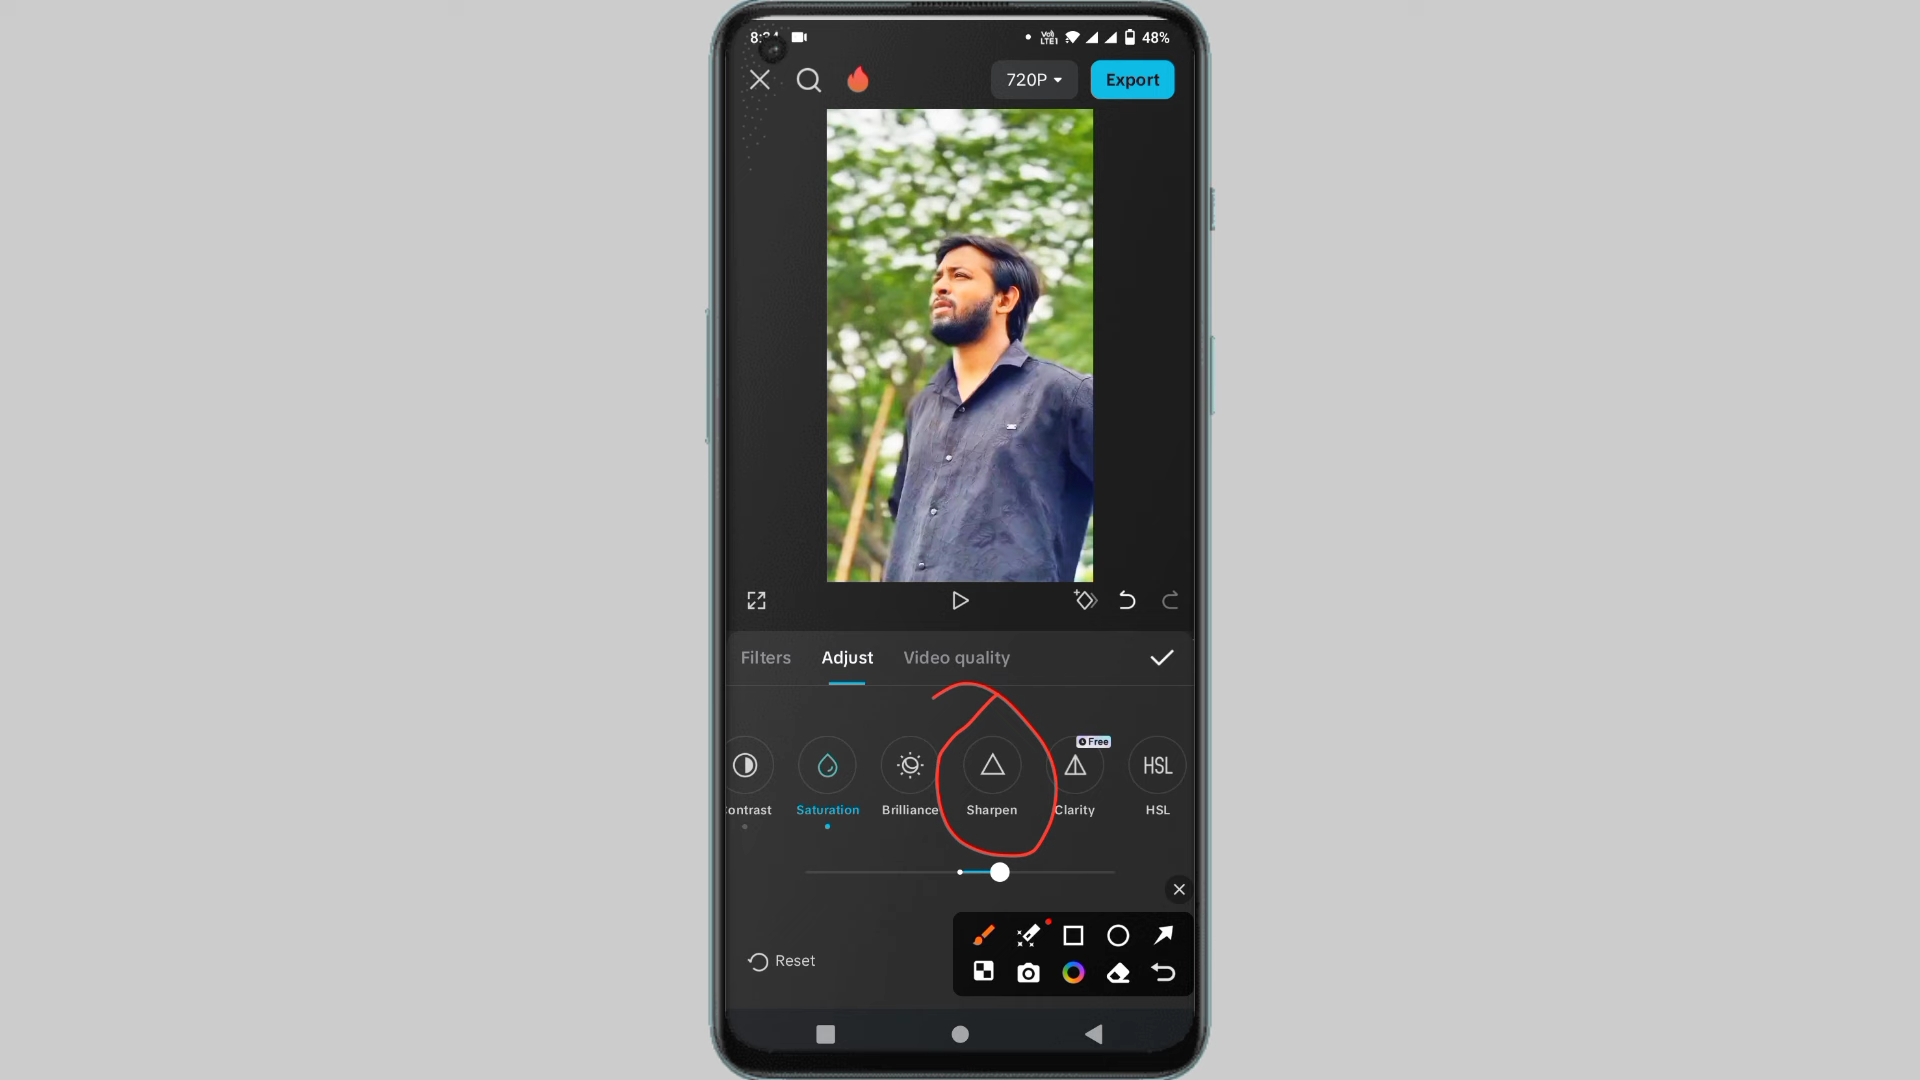 48%
720P
Export
Filters
Adjust
Video quality
Free
ontrast
Saturation
Brilliance
Sharpen
Clarity
HSL
HSL
Reset